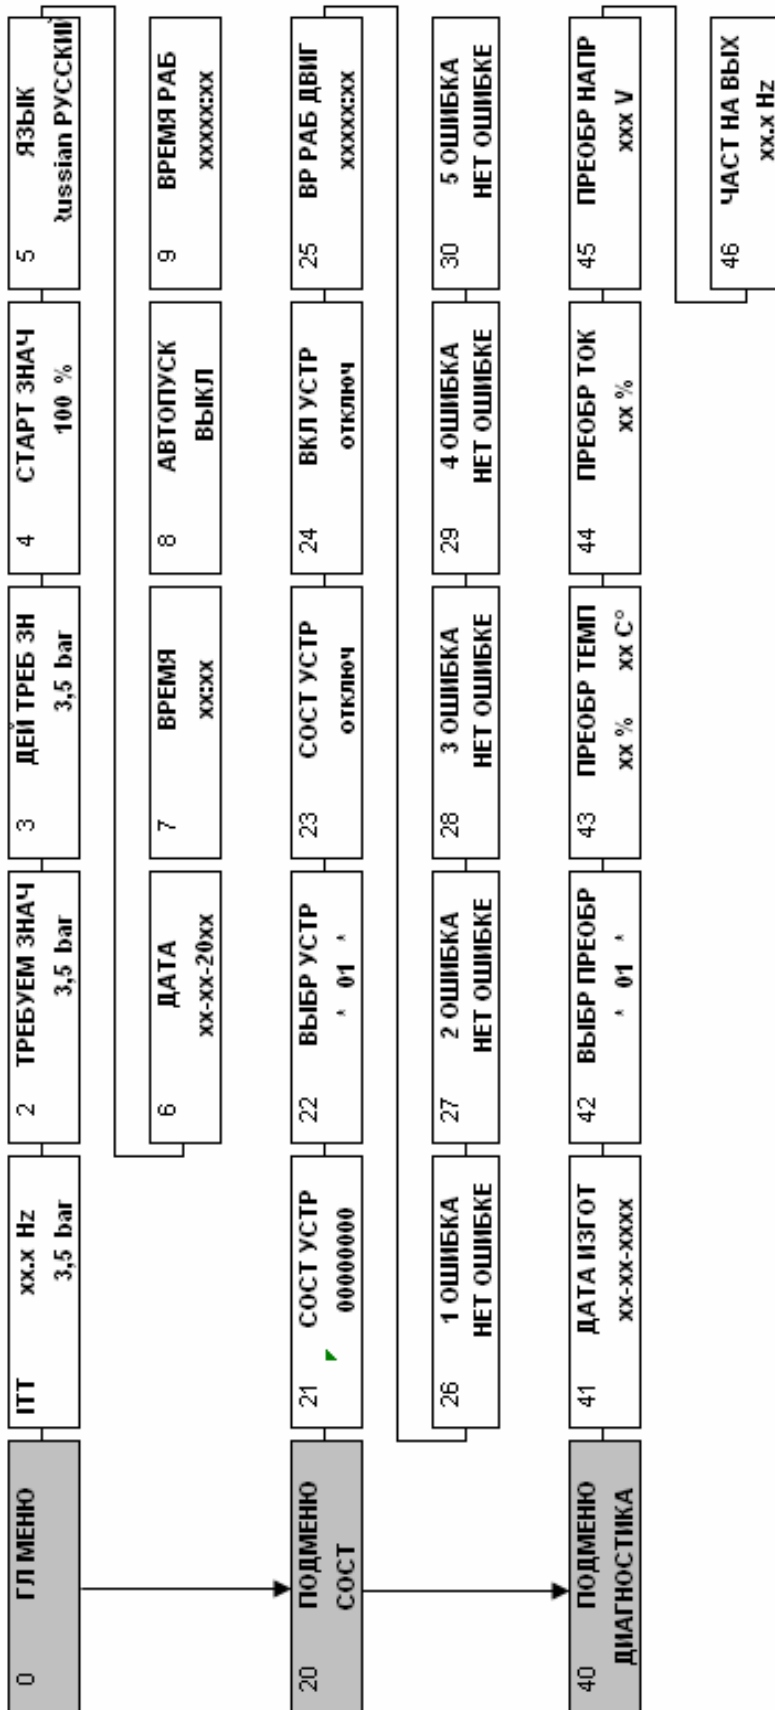 0 ГЛ МЕНЮ
ITT xx.x Hz
3,5 bar
2 ТРЕБУЕМ ЗНАЧ
3,5 bar
3 ДЕЙ ТРЕБ ЗН
3,5 bar
4 СТАРТ ЗНАЧ
100 %
5 ЯЗЫК
Russian РУССКИЙ
6 ДАТА
xx-xx-20xx
7 ВРЕМЯ
xx:xx
8 АВТОПУСК
ВЫКЛ
9 ВРЕМЯ РАБ
xxxxx:xx
20 ПОДМЕНЮ
СОСТ
21 СОСТ УСТР
00000000
22 ВЫБР УСТР
* 01 *
23 СОСТ УСТР
отключ
24 ВКЛ УСТР
отключ
25 ВР РАБ ДВИГ
xxxxx:xx
26 1 ОШИБКА
НЕТ ОШИБКЕ
27 2 ОШИБКА
НЕТ ОШИБКЕ
28 3 ОШИБКА
НЕТ ОШИБКЕ
29 4 ОШИБКА
НЕТ ОШИБКЕ
30 5 ОШИБКА
НЕТ ОШИБКЕ
40 ПОДМЕНЮ
ДИАГНОСТИКА
41 ДАТА ИЗГОТ
xx-xx-xxxx
42 ВЫБР ПРЕОБР
* 01 *
43 ПРЕОБР ТЕМП
xx % xx C°
44 ПРЕОБР ТОК
xx %
45 ПРЕОБР НАПР
xxx V
46 ЧАСТ НА ВЫХ
xx.x Hz